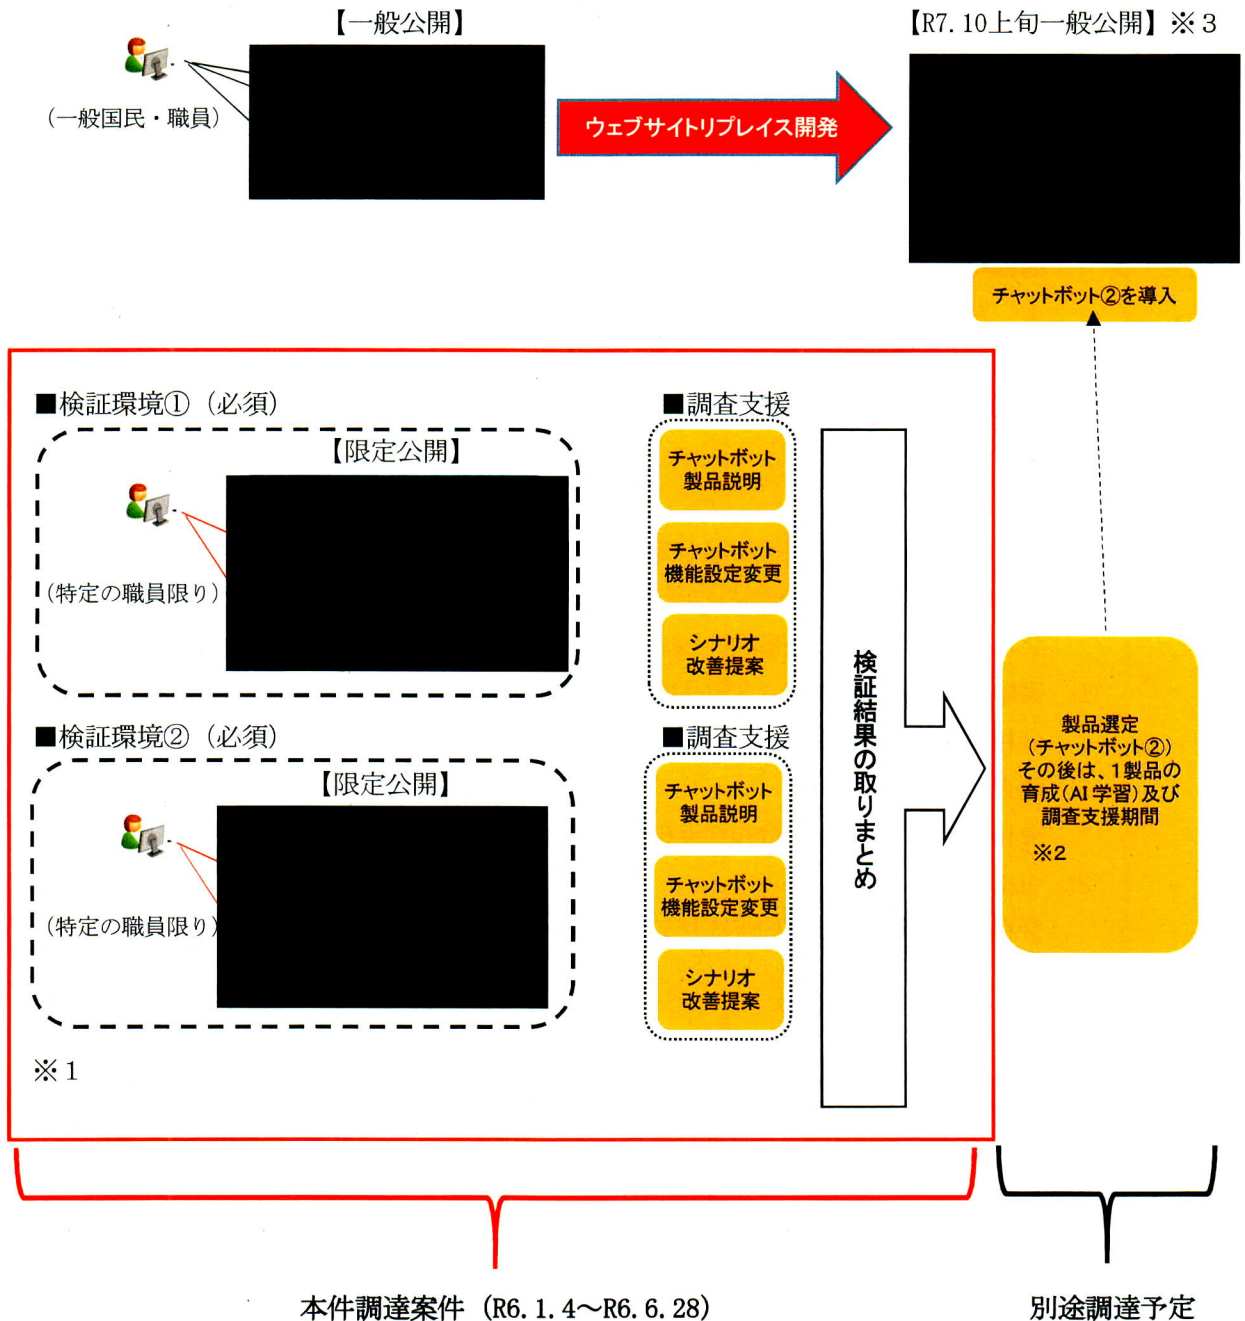 【一般公開】
【R7.10上旬一般公開】※3
(一般国民・職員)
ウェブサイトリプレイス開発
チャットボット②を導入
■検証環境①(必須)
【限定公開】
(特定の職員限り)
■調査支援
チャットボット
製品説明
チャットボット
機能設定変更
シナリオ
改善提案
■検証環境②(必須)
【限定公開】
(特定の職員限り)
■調査支援
チャットボット
製品説明
チャットボット
機能設定変更
シナリオ
改善提案
※1
検証結果の取りまとめ
製品選定
(チャットボット②)
その後は、1製品の
育成(AI学習)及び
調査支援期間
※2
本件調達案件(R6.1.4~R6.6.28)
別途調達予定